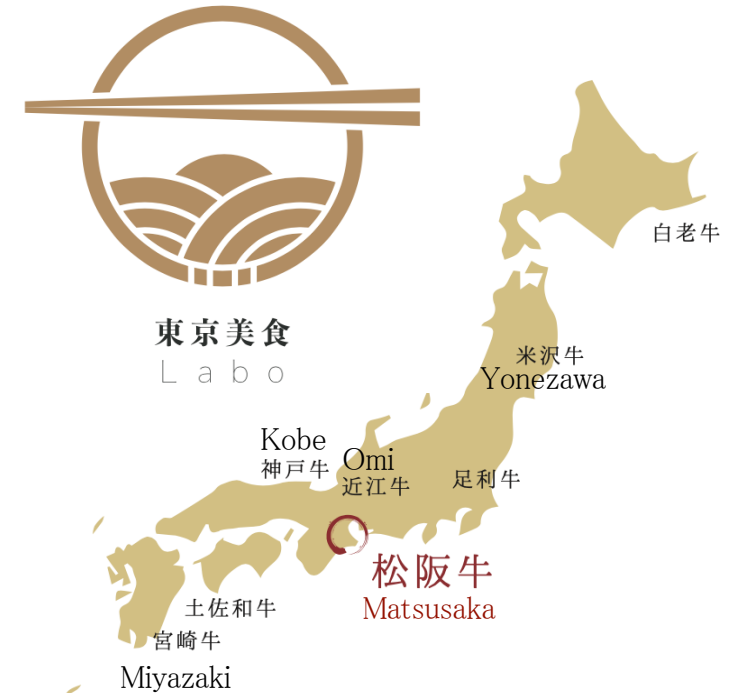 東京美食
Labo
白老牛
米沢牛
Yonezawa
Kobe
神戸牛
Omi
近江牛
足利牛
松阪牛
Matsusaka
土佐和牛
宮崎牛
Miyazaki